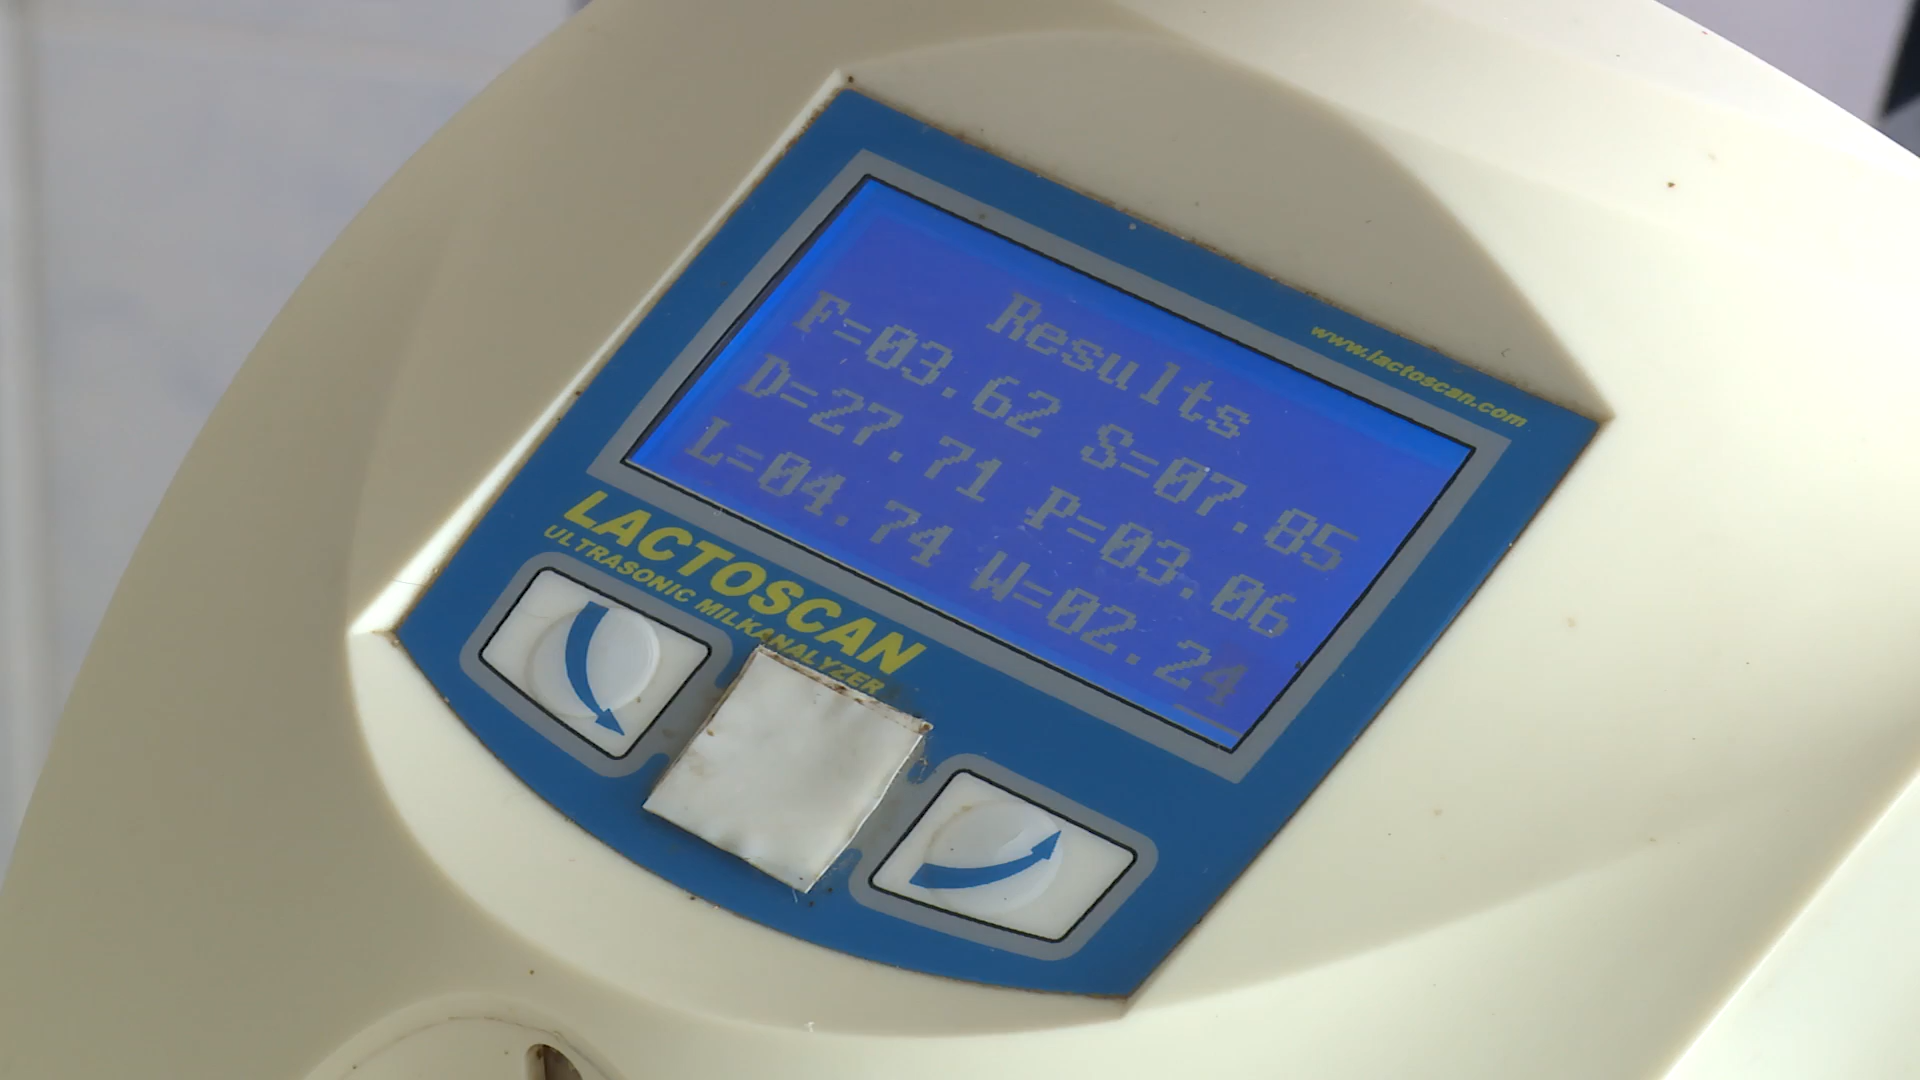 Results
F=03.62 S=07.85
D=27.71 P=03.06
L=04.74 W=02.24
www.lactoscan.com
LACTOSCAN
ULTRASONIC MILKANALYZER